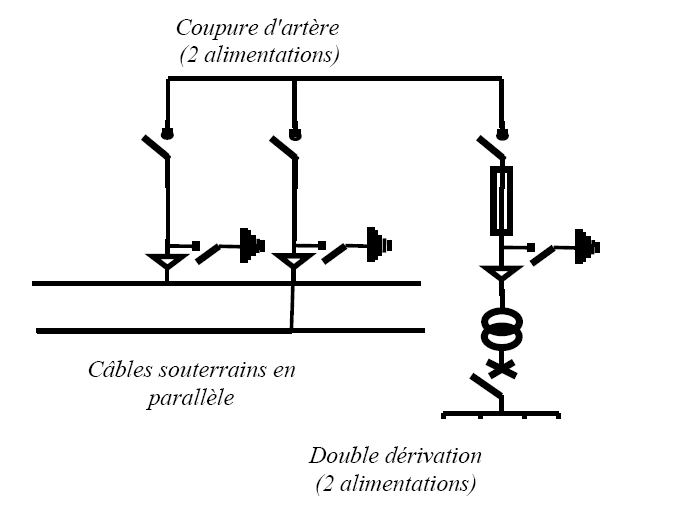 Coupure d'artère
(2 alimentations)
Câbles souterrains en
parallèle
Double dérivation
(2 alimentations)